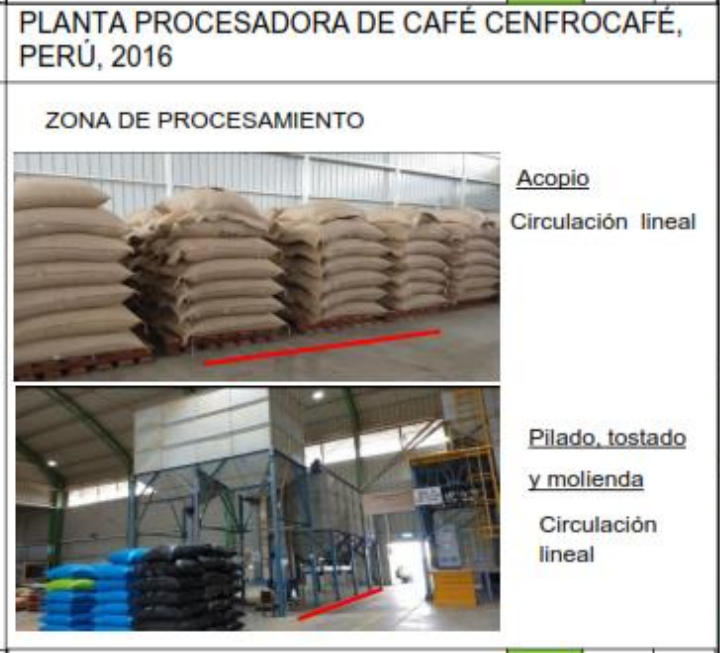 PLANTA PROCESADORA DE CAFÉ CENFROCAFÉ,
PERÚ, 2016
ZONA DE PROCESAMIENTO
Acopio
Circulación lineal
Pilado, tostado
y molienda
Circulación
lineal